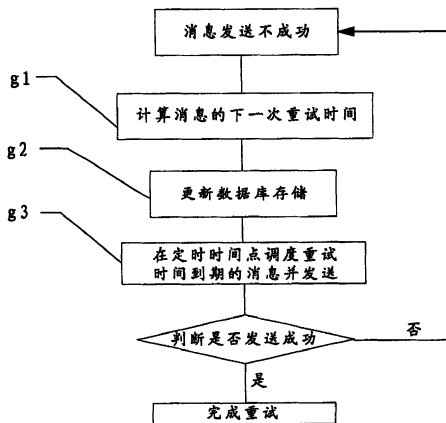 消息发送不成功
g1
计算消息的下一次重试时间
g2
更新数据库存储
g3
在定时时间点调度重试
时间到期的消息并发送
判断是否发送成功
否
是
完成重试